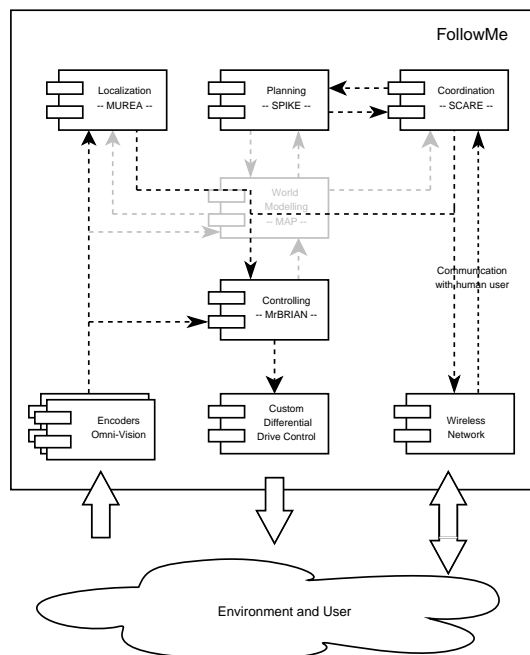 FollowMe
Localization
-- MUREA --
Planning
-- SPIKE --
Coordination
-- SCARE --
World
Modelling
-- MAP --
Communication
with human user
Controlling
-- MrBRIAN --
Encoders
Omni-Vision
Custom
Differential
Drive Control
Wireless
Network
Environment and User